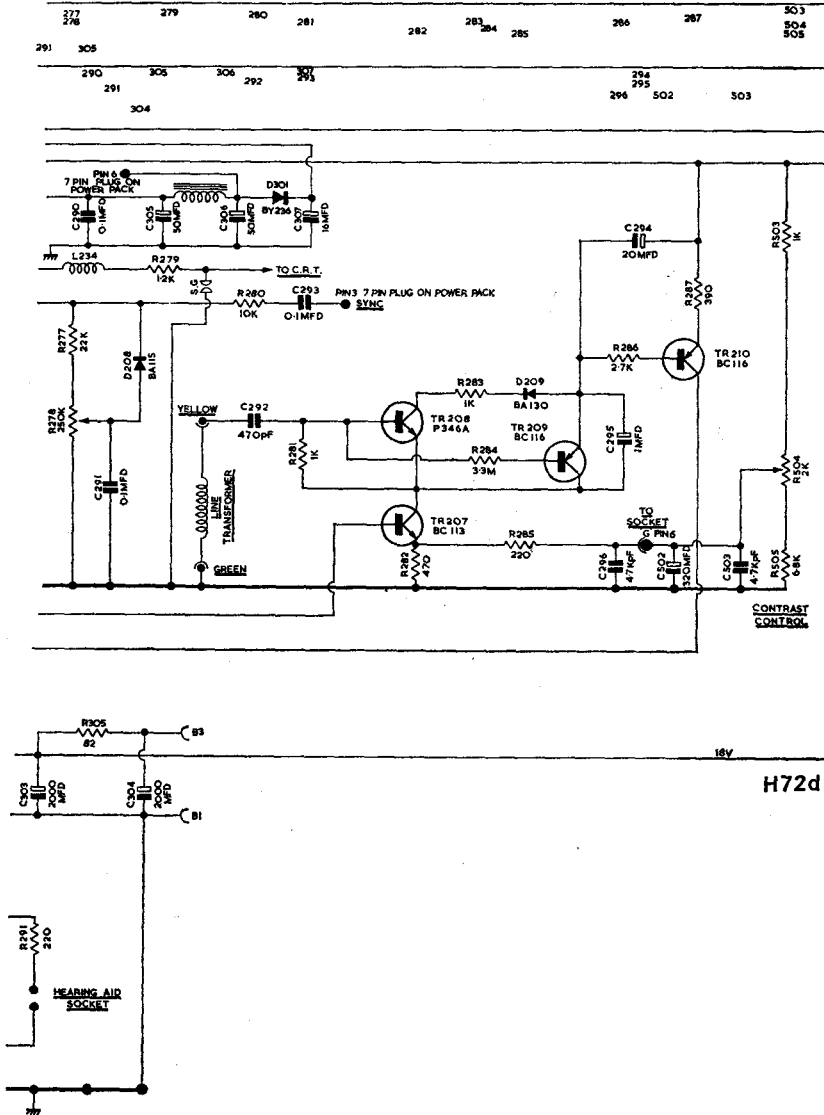 277 279 280 281 282 283 284 285 286 287 503
278 504
505
291 305
290 305 306 307 294
291 292 293 295
304 296 502 503
PIN 6
7 PIN PLUG ON
POWER PACK
C290
0.1MFD
C305
50MFD
C306
50MFD
D301
BY236
C307
16MFD
L234
R279
1.2K
S.G
TO C.R.T.
R280
10K
C293
0.1MFD
PIN3 7 PIN PLUG ON POWER PACK
SYNC
C294
20MFD
R503
1K
R287
390
R277
22K
D208
BA115
R286
2.7K
TR210
BC116
R278
250K
YELLOW
C292
470pF
R283
1K
D209
BA130
TR208
P346A
TR209
BC116
C295
1MFD
R281
1K
R284
3.3M
C291
0.1MFD
LINE
TRANSFORMER
R504
2K
TR207
BC113
R285
220
TO
SOCKET
G PIN6
GREEN
R282
470
C296
4.7KpF
C502
320MFD
C503
4.7KpF
R505
6.8K
CONTRAST
CONTROL
R305
82
B3
18V
C303
2000
MFD
C304
2000
MFD
B1
H72d
R291
220
HEARING AID
SOCKET